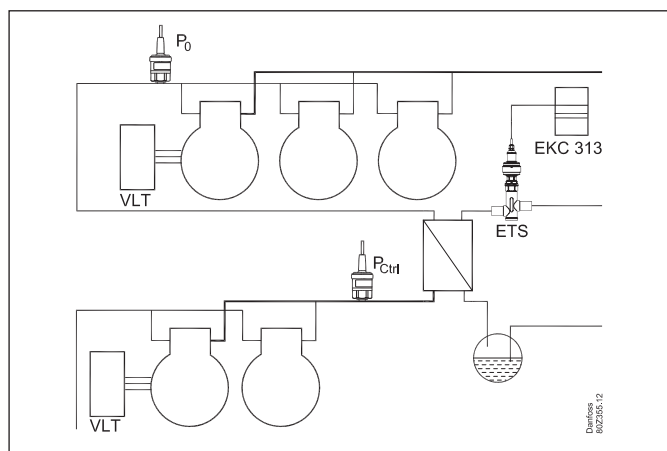 P0
EKC 313
VLT
ETS
PCtrl
VLT
Danfoss
80Z355.12